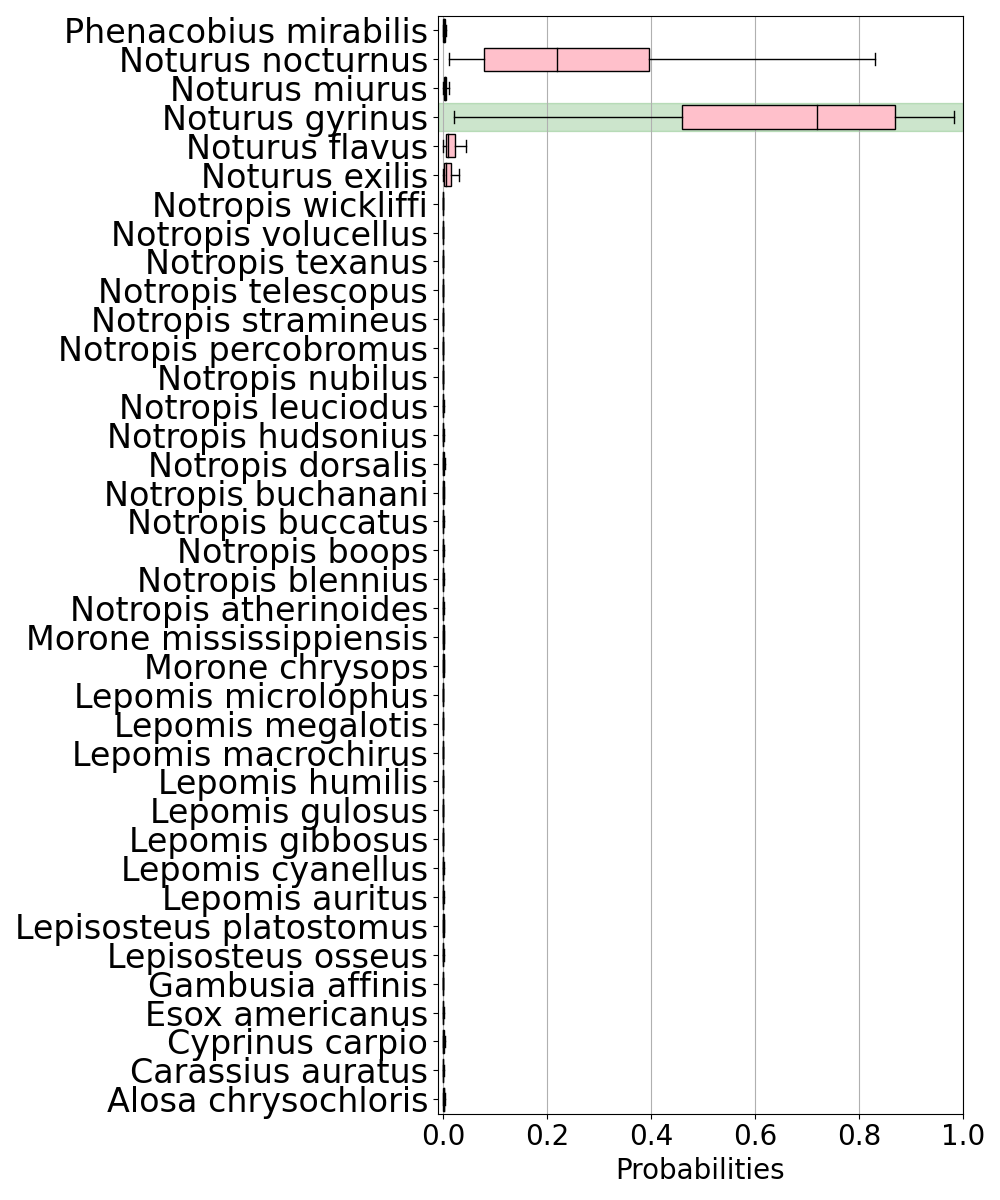 Phenacobius mirabilis
Noturus nocturnus
Noturus miurus
Noturus gyrinus
Noturus flavus
Noturus exilis
Notropis wickliffi
Notropis volucellus
Notropis texanus
Notropis telescopus
Notropis stramineus
Notropis percobromus
Notropis nubilus
Notropis leuciodus
Notropis hudsonius
Notropis dorsalis
Notropis buchanani
Notropis buccatus
Notropis boops
Notropis blennius
Notropis atherinoides
Morone mississippiensis
Morone chrysops
Lepomis microlophus
Lepomis megalotis
Lepomis macrochirus
Lepomis humilis
Lepomis gulosus
Lepomis gibbosus
Lepomis cyanellus
Lepomis auritus
Lepisosteus platostomus
Lepisosteus osseus
Gambusia affinis
Esox americanus
Cyprinus carpio
Carassius auratus
Alosa chrysochloris
0.0 0.2 0.4 0.6 0.8 1.0
Probabilities